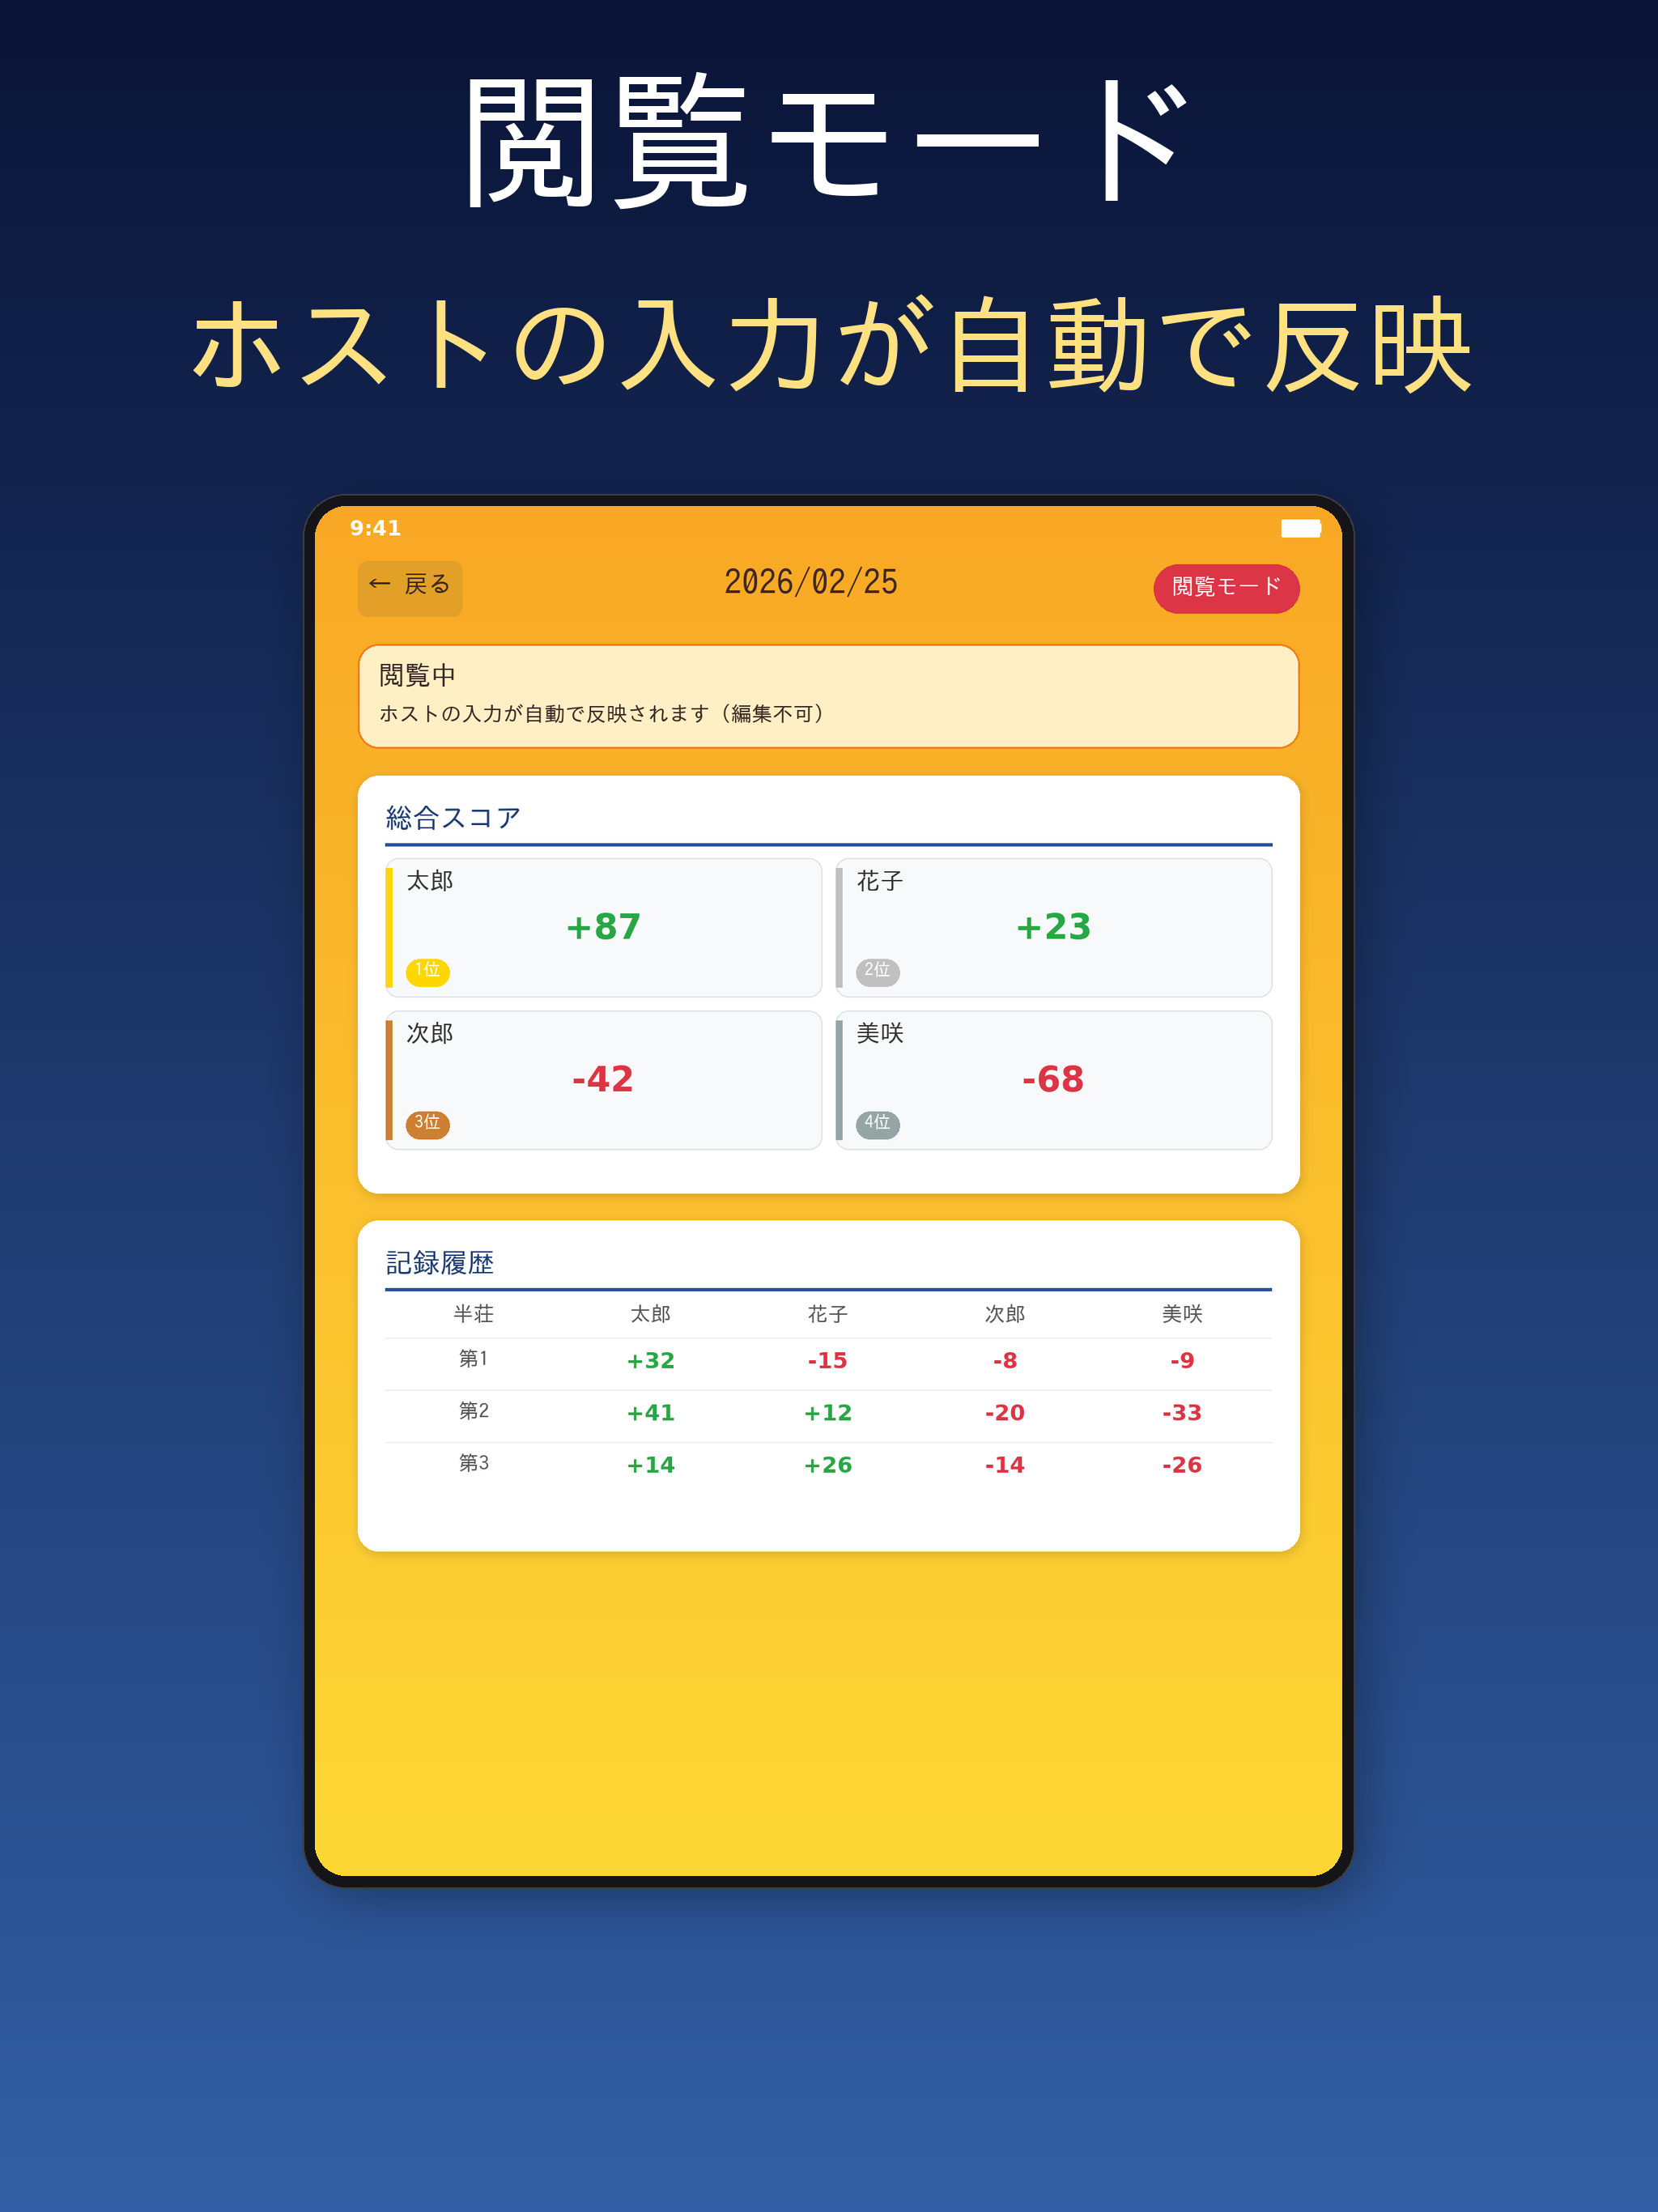 閲覧モード
ホストの入力が自動で反映
9:41
← 戻る
2026/02/25
閲覧モード
閲覧中
ホストの入力が自動で反映されます（編集不可）
総合スコア
太郎
+87
1位
花子
+23
2位
次郎
-42
3位
美咲
-68
4位
記録履歴
半荘 太郎 花子 次郎 美咲
第1 +32 -15 -8 -9
第2 +41 +12 -20 -33
第3 +14 +26 -14 -26